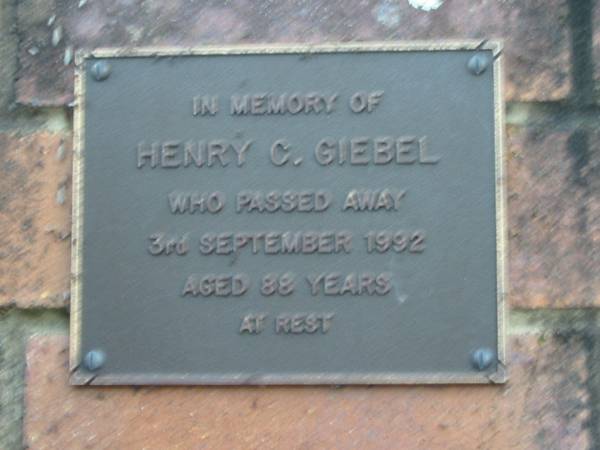 IN MEMORY OF
HENRY C. GIEBEL
WHO PASSED AWAY
3rd SEPTEMBER 1992
AGED 88 YEARS
AT REST